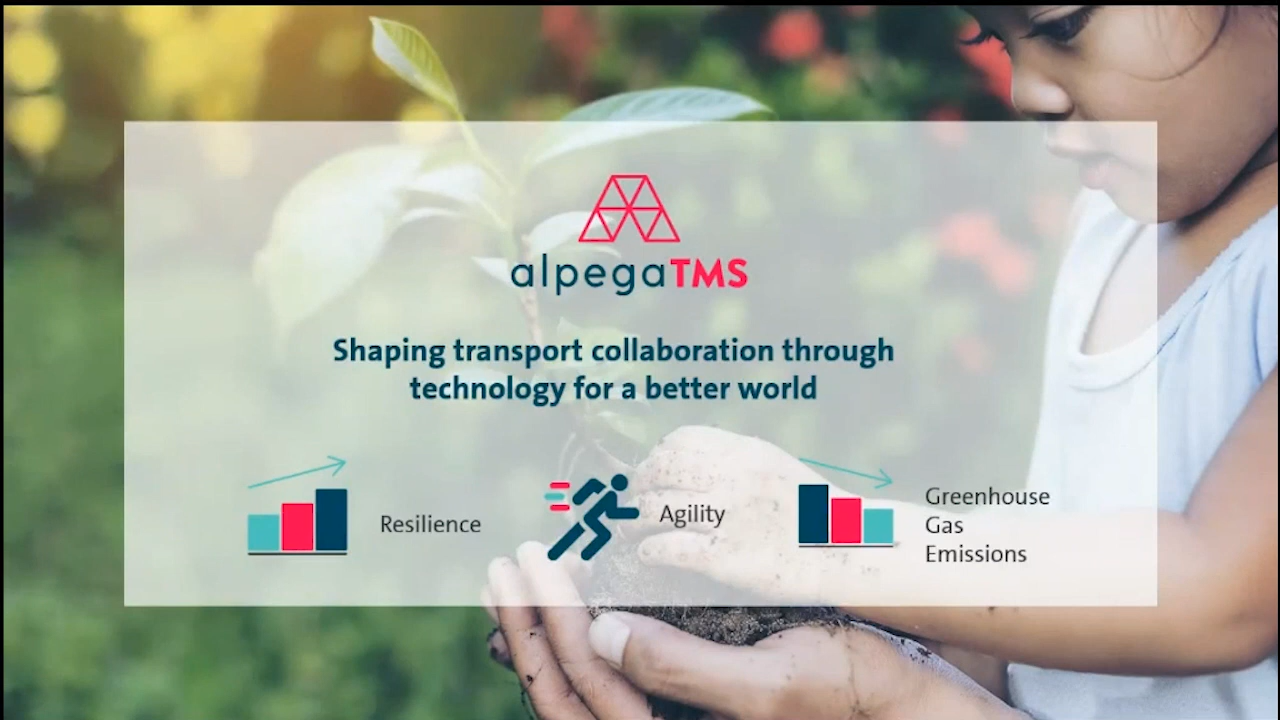 alpegaTMS
Shaping transport collaboration through
technology for a better world
Resilience
Agility
Greenhouse
Gas
Emissions